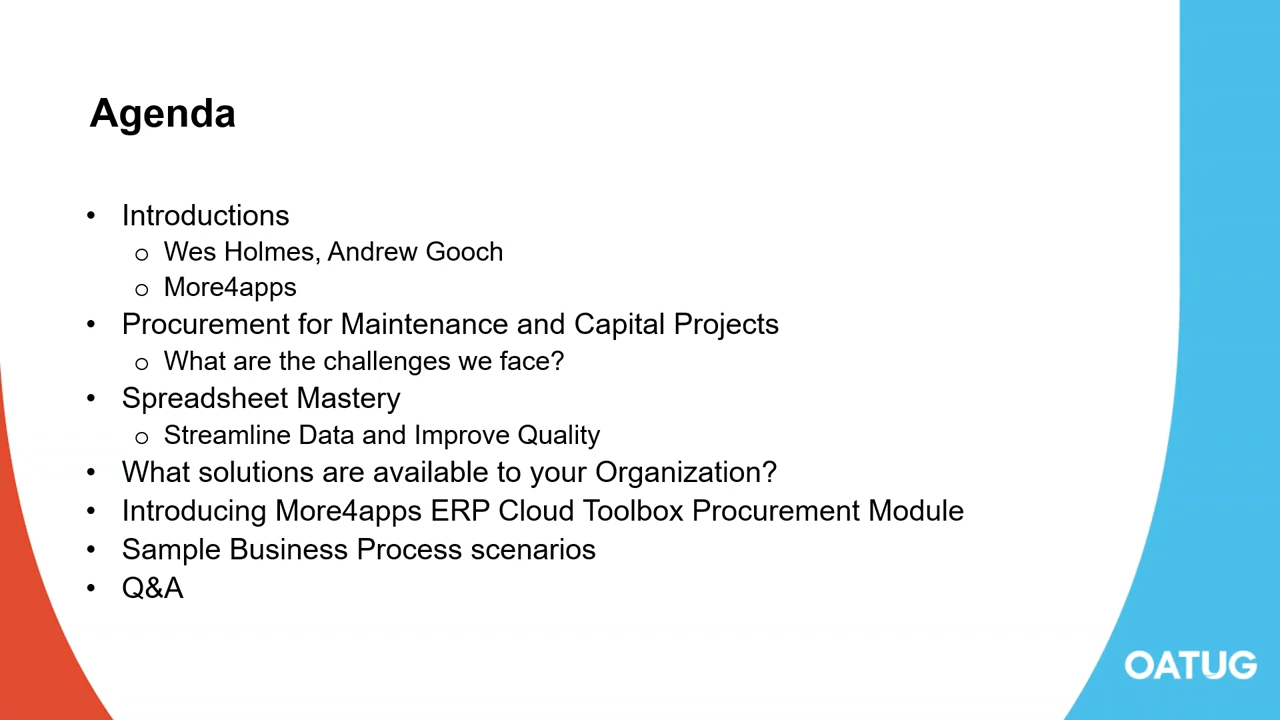 Agenda
• Introductions
o Wes Holmes, Andrew Gooch
o More4apps
• Procurement for Maintenance and Capital Projects
o What are the challenges we face?
• Spreadsheet Mastery
o Streamline Data and Improve Quality
• What solutions are available to your Organization?
• Introducing More4apps ERP Cloud Toolbox Procurement Module
• Sample Business Process scenarios
• Q&A
OATUG